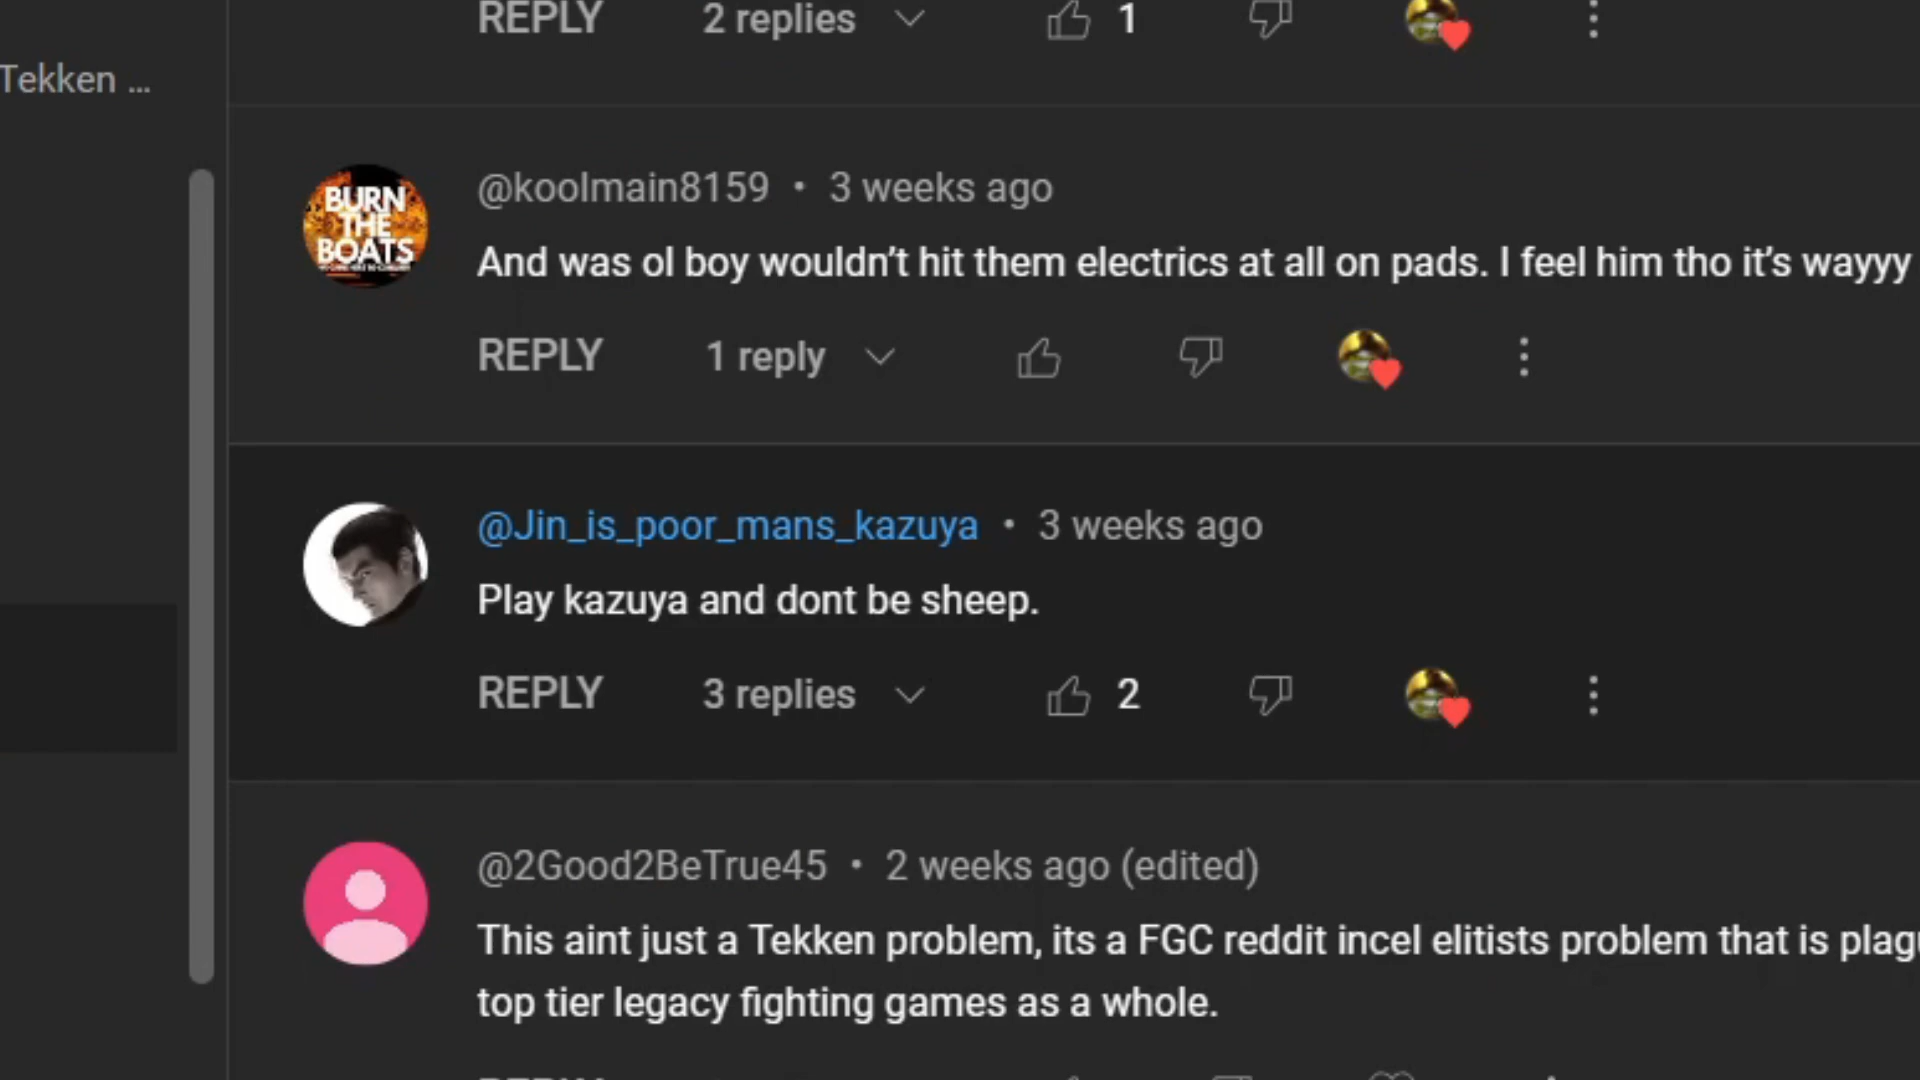 REPLY 2 replies 1
Tekken ...
BURN
THE
BOATS
@koolmain8159 • 3 weeks ago
And was ol boy wouldn’t hit them electrics at all on pads. I feel him tho it’s wayyy
REPLY 1 reply
@Jin_is_poor_mans_kazuya • 3 weeks ago
Play kazuya and dont be sheep.
REPLY 3 replies 2
@2Good2BeTrue45 • 2 weeks ago (edited)
This aint just a Tekken problem, its a FGC reddit incel elitists problem that is plag
top tier legacy fighting games as a whole.